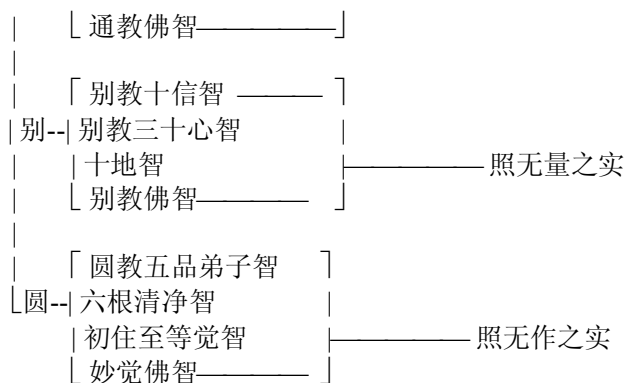 通教佛智
别教十信智
别--别教三十心智
十地智 照无量之实
别教佛智
圆教五品弟子智
圆--六根清净智
初住至等觉智 照无作之实
妙觉佛智